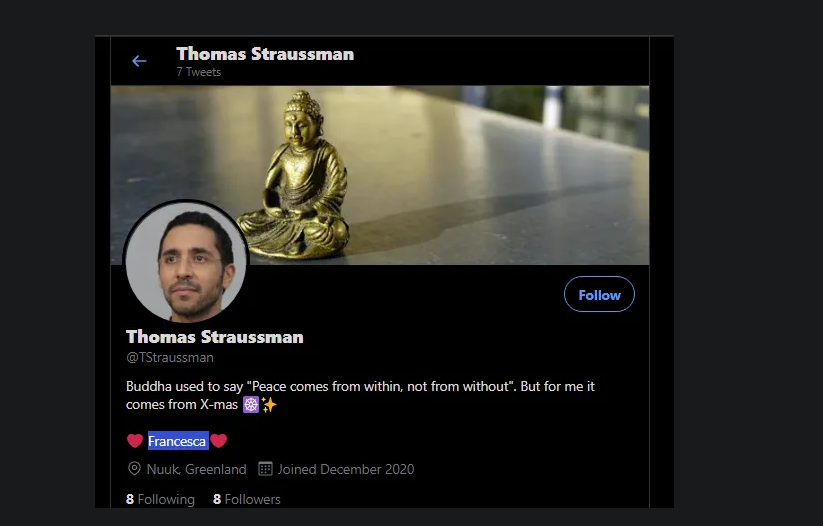 Thomas Straussman
7 Tweets
Follow
Thomas Straussman
@TStraussman
Buddha used to say "Peace comes from within, not from without". But for me it
comes from X-mas ☸️✨
❤️ Francesca ❤️
Nuuk, Greenland Joined December 2020
8 Following 8 Followers